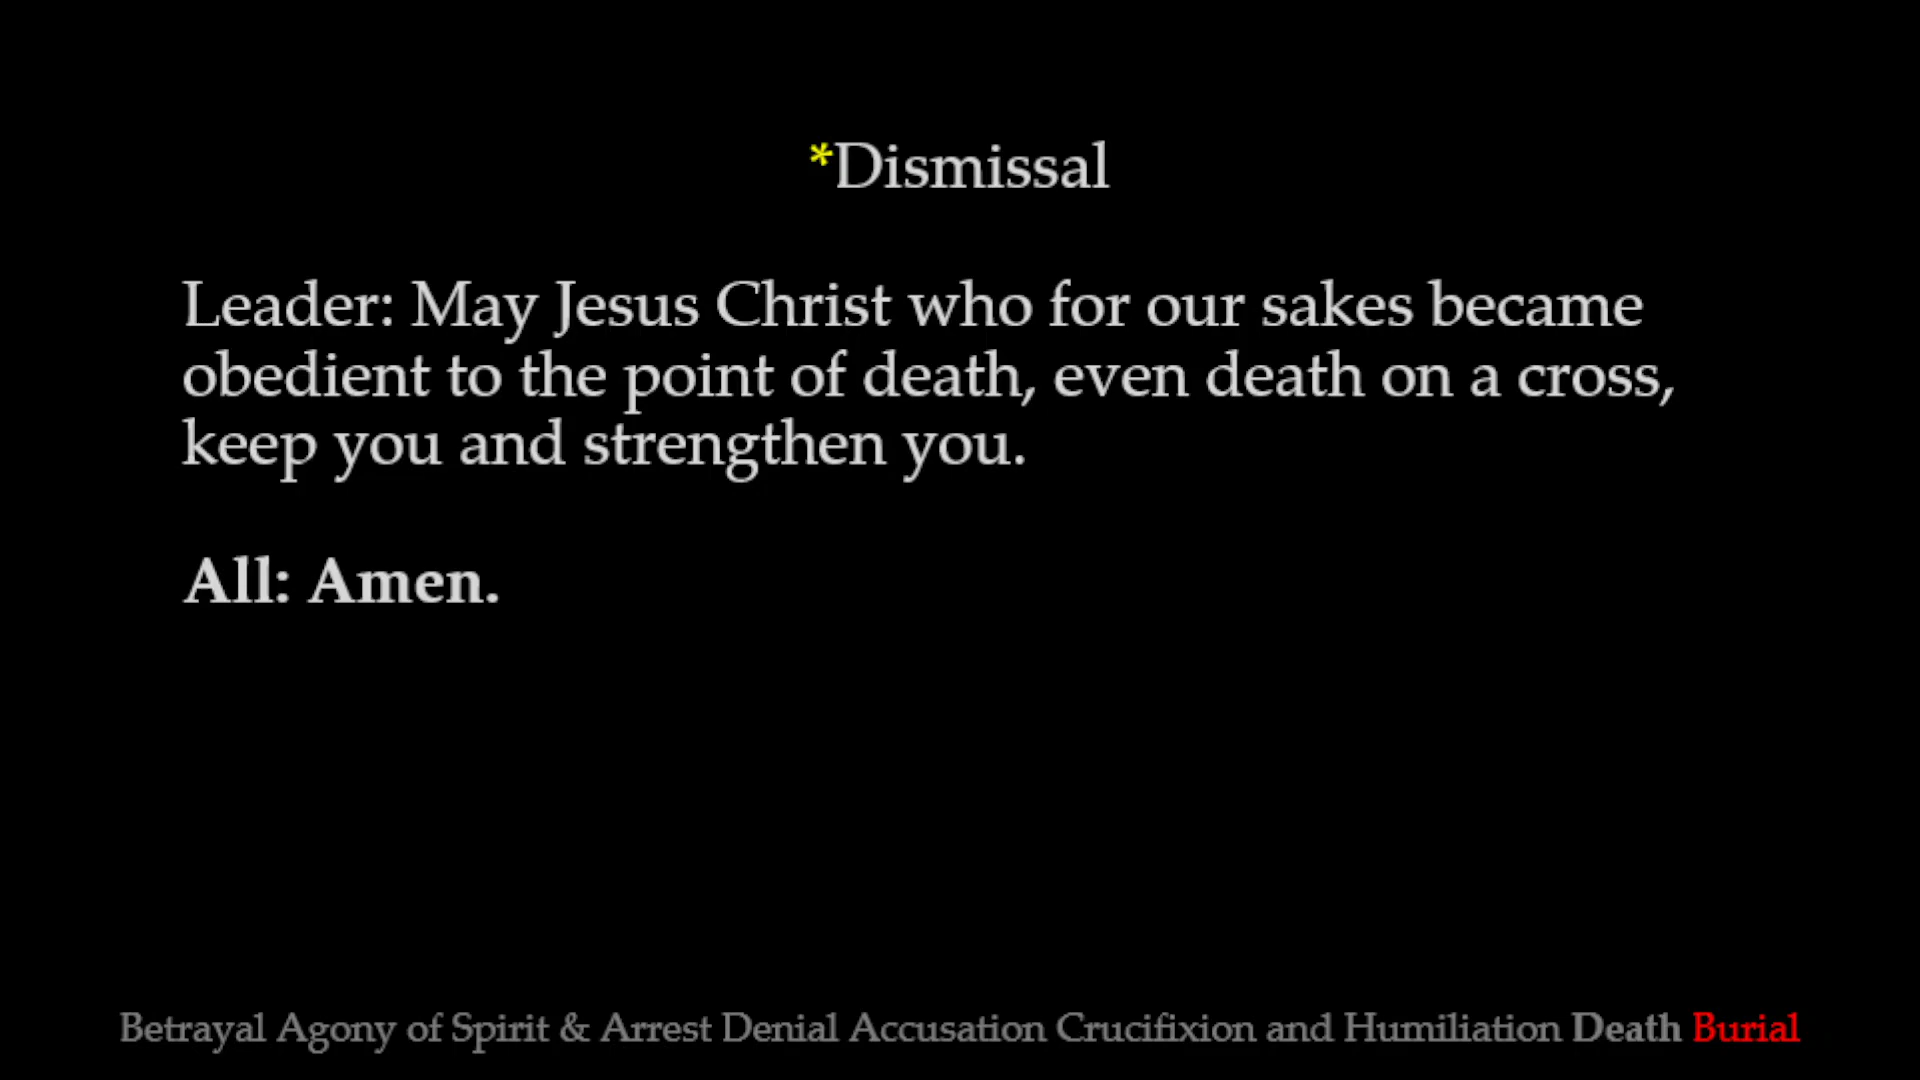 *Dismissal
Leader: May Jesus Christ who for our sakes became
obedient to the point of death, even death on a cross,
keep you and strengthen you.
All: Amen.
Betrayal Agony of Spirit & Arrest Denial Accusation Crucifixion and Humiliation Death Burial